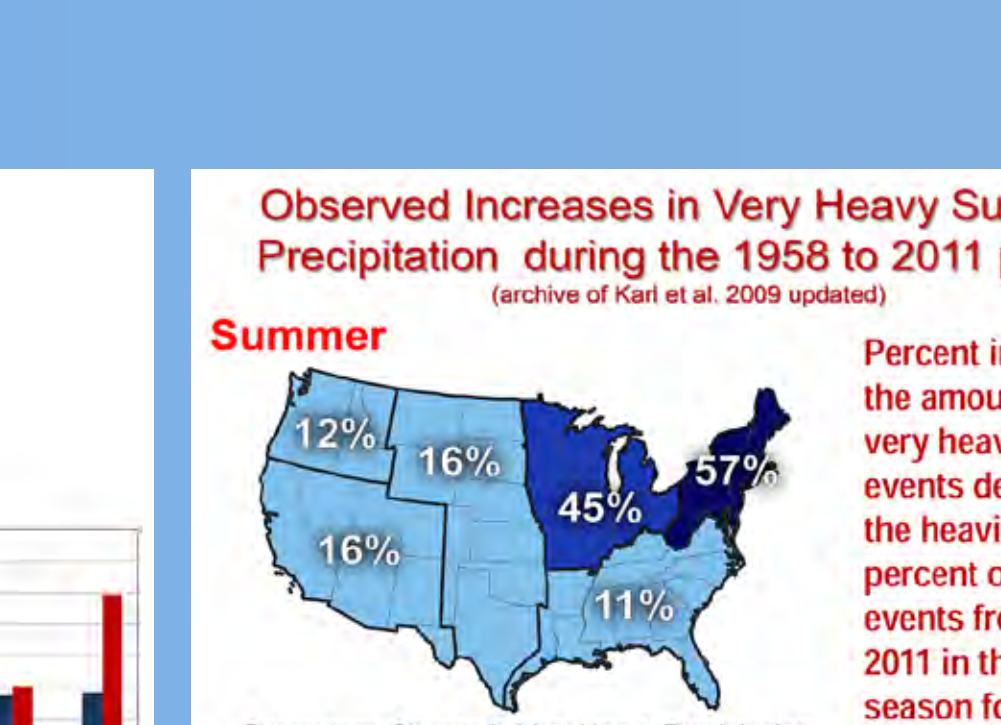 Observed Increases in Very Heavy Su
Precipitation during the 1958 to 2011
(archive of Karl et al. 2009 updated)
Summer
Percent i
the amou
very heav
events de
the heavi
percent o
events fr
2011 in th
season fo
12%
16%
57%
45%
16%
11%